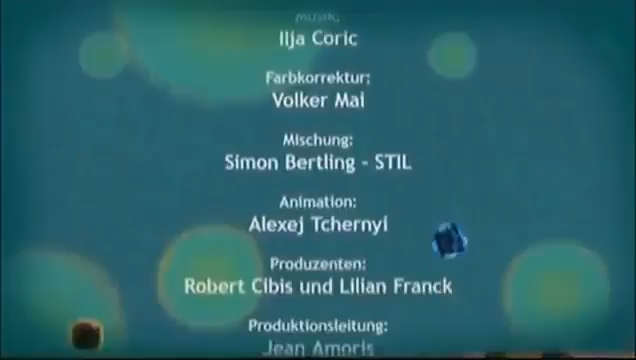 Musik:
Ilja Coric
Farbkorrektur:
Volker Mai
Mischung:
Simon Bertling - STIL
Animation:
Alexej Tchernyi
Produzenten:
Robert Cibis und Lilian Franck
Produktionsleitung:
Jean Amoris